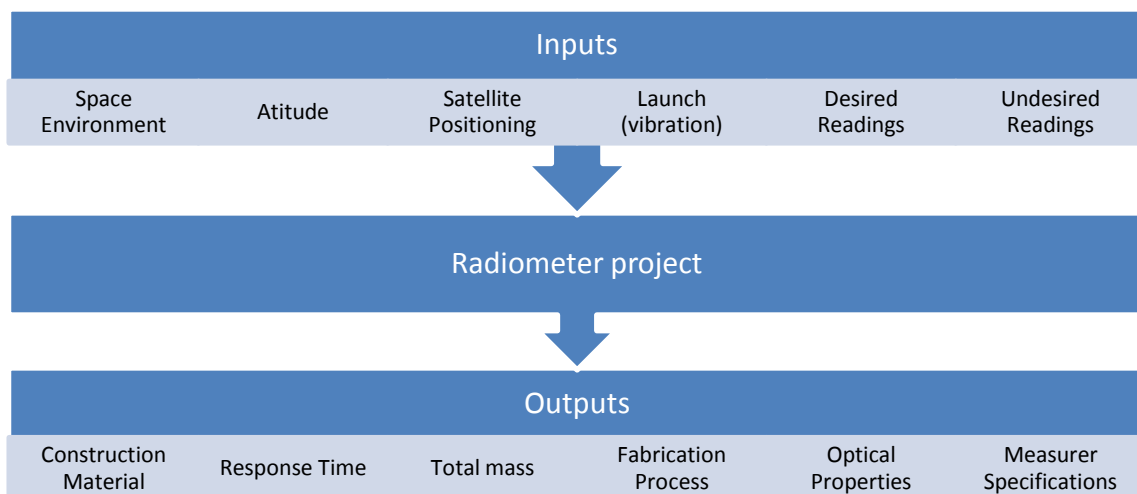 Inputs
Space
Environment
Atitude
Satellite
Positioning
Launch
(vibration)
Desired
Readings
Undesired
Readings
Radiometer project
Outputs
Construction
Material
Response Time
Total mass
Fabrication
Process
Optical
Properties
Measurer
Specifications